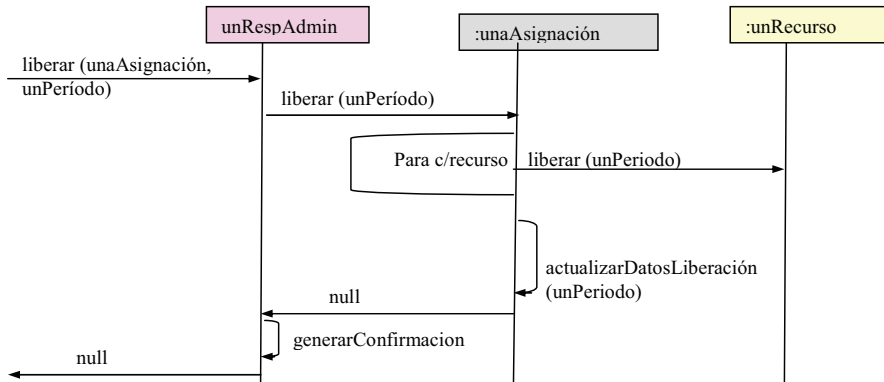 unRespAdmin
:unaAsignación
:unRecurso
liberar (unaAsignación,
unPeríodo)
liberar (unPeríodo)
Para c/recurso
liberar (unPeriodo)
actualizarDatosLiberación
(unPeriodo)
null
generarConfirmacion
null